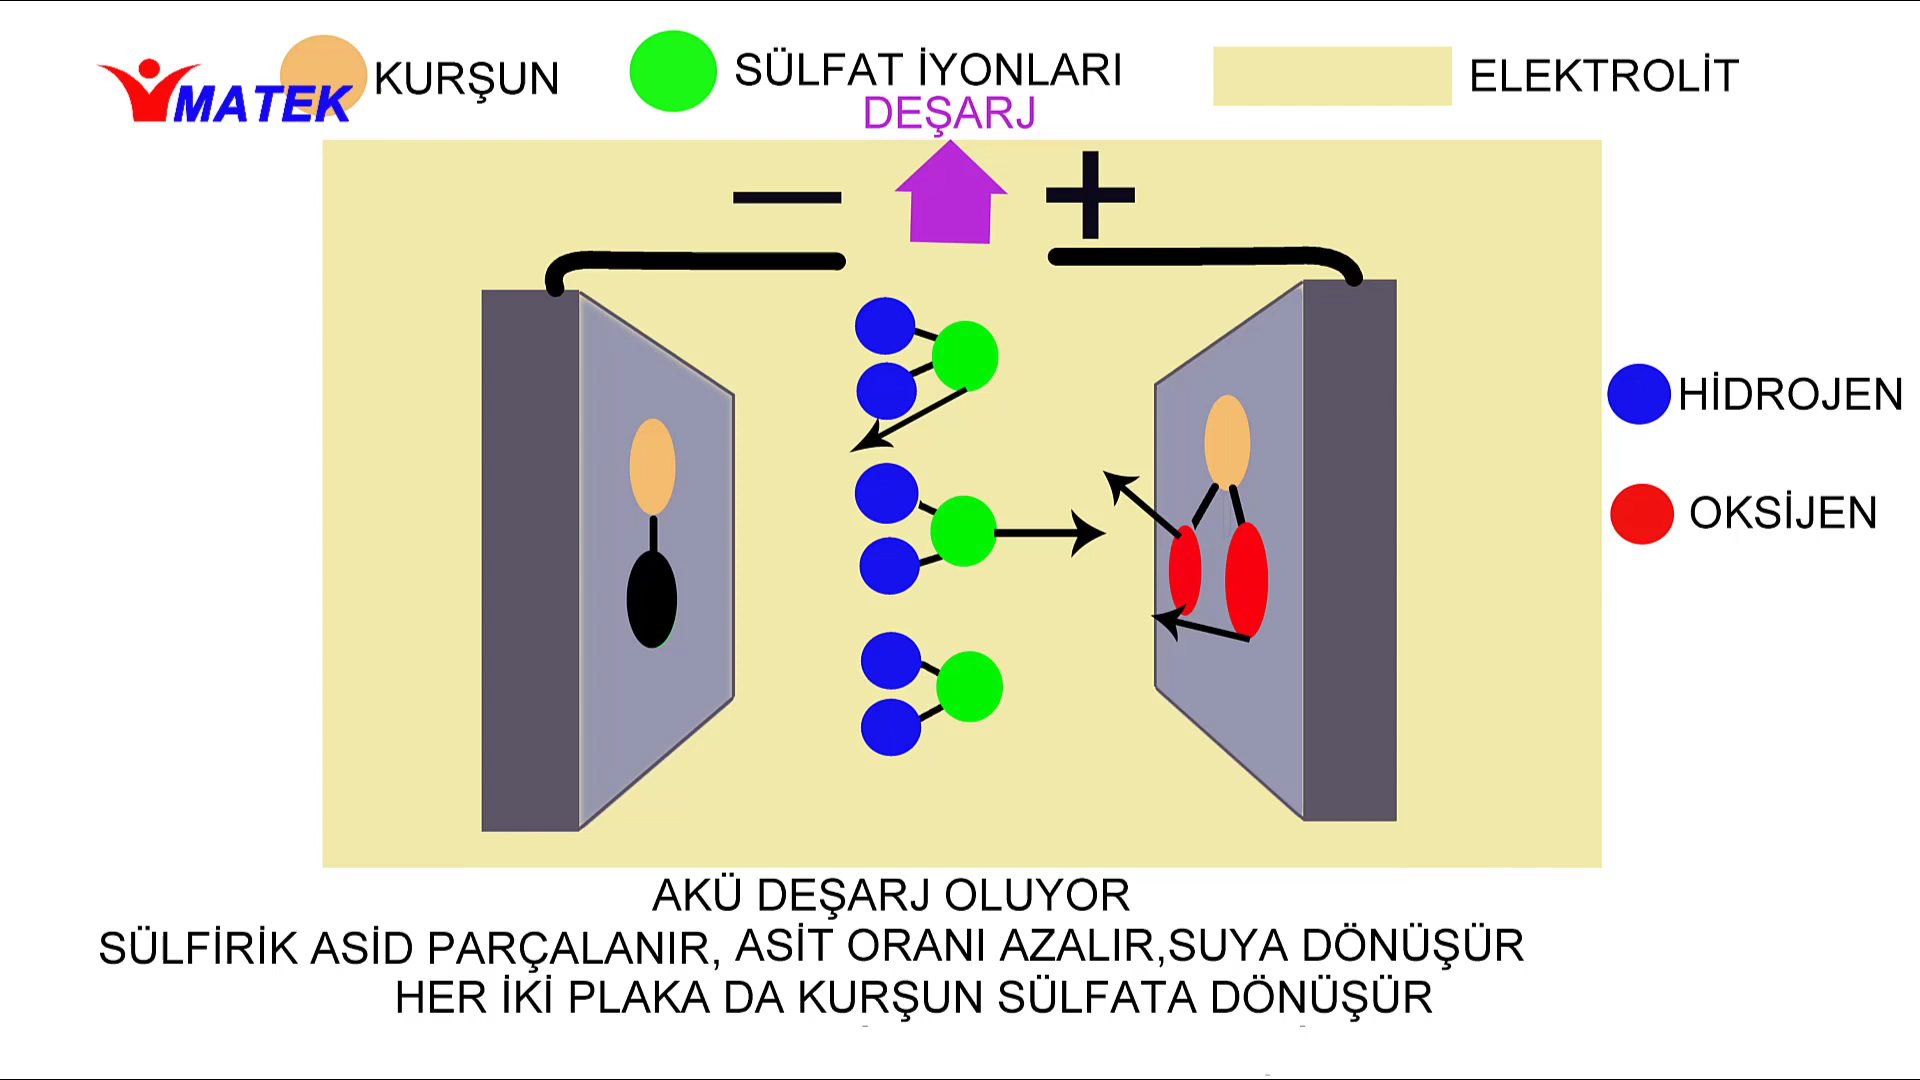 MATEK
KURŞUN
SÜLFAT İYONLARI
ELEKTROLİT
DEŞARJ
— +
HİDROJEN
OKSİJEN
AKÜ DEŞARJ OLUYOR
SÜLFİRİK ASİD PARÇALANIR, ASİT ORANI AZALIR,SUYA DÖNÜŞÜR
HER İKİ PLAKA DA KURŞUN SÜLFATA DÖNÜŞÜR